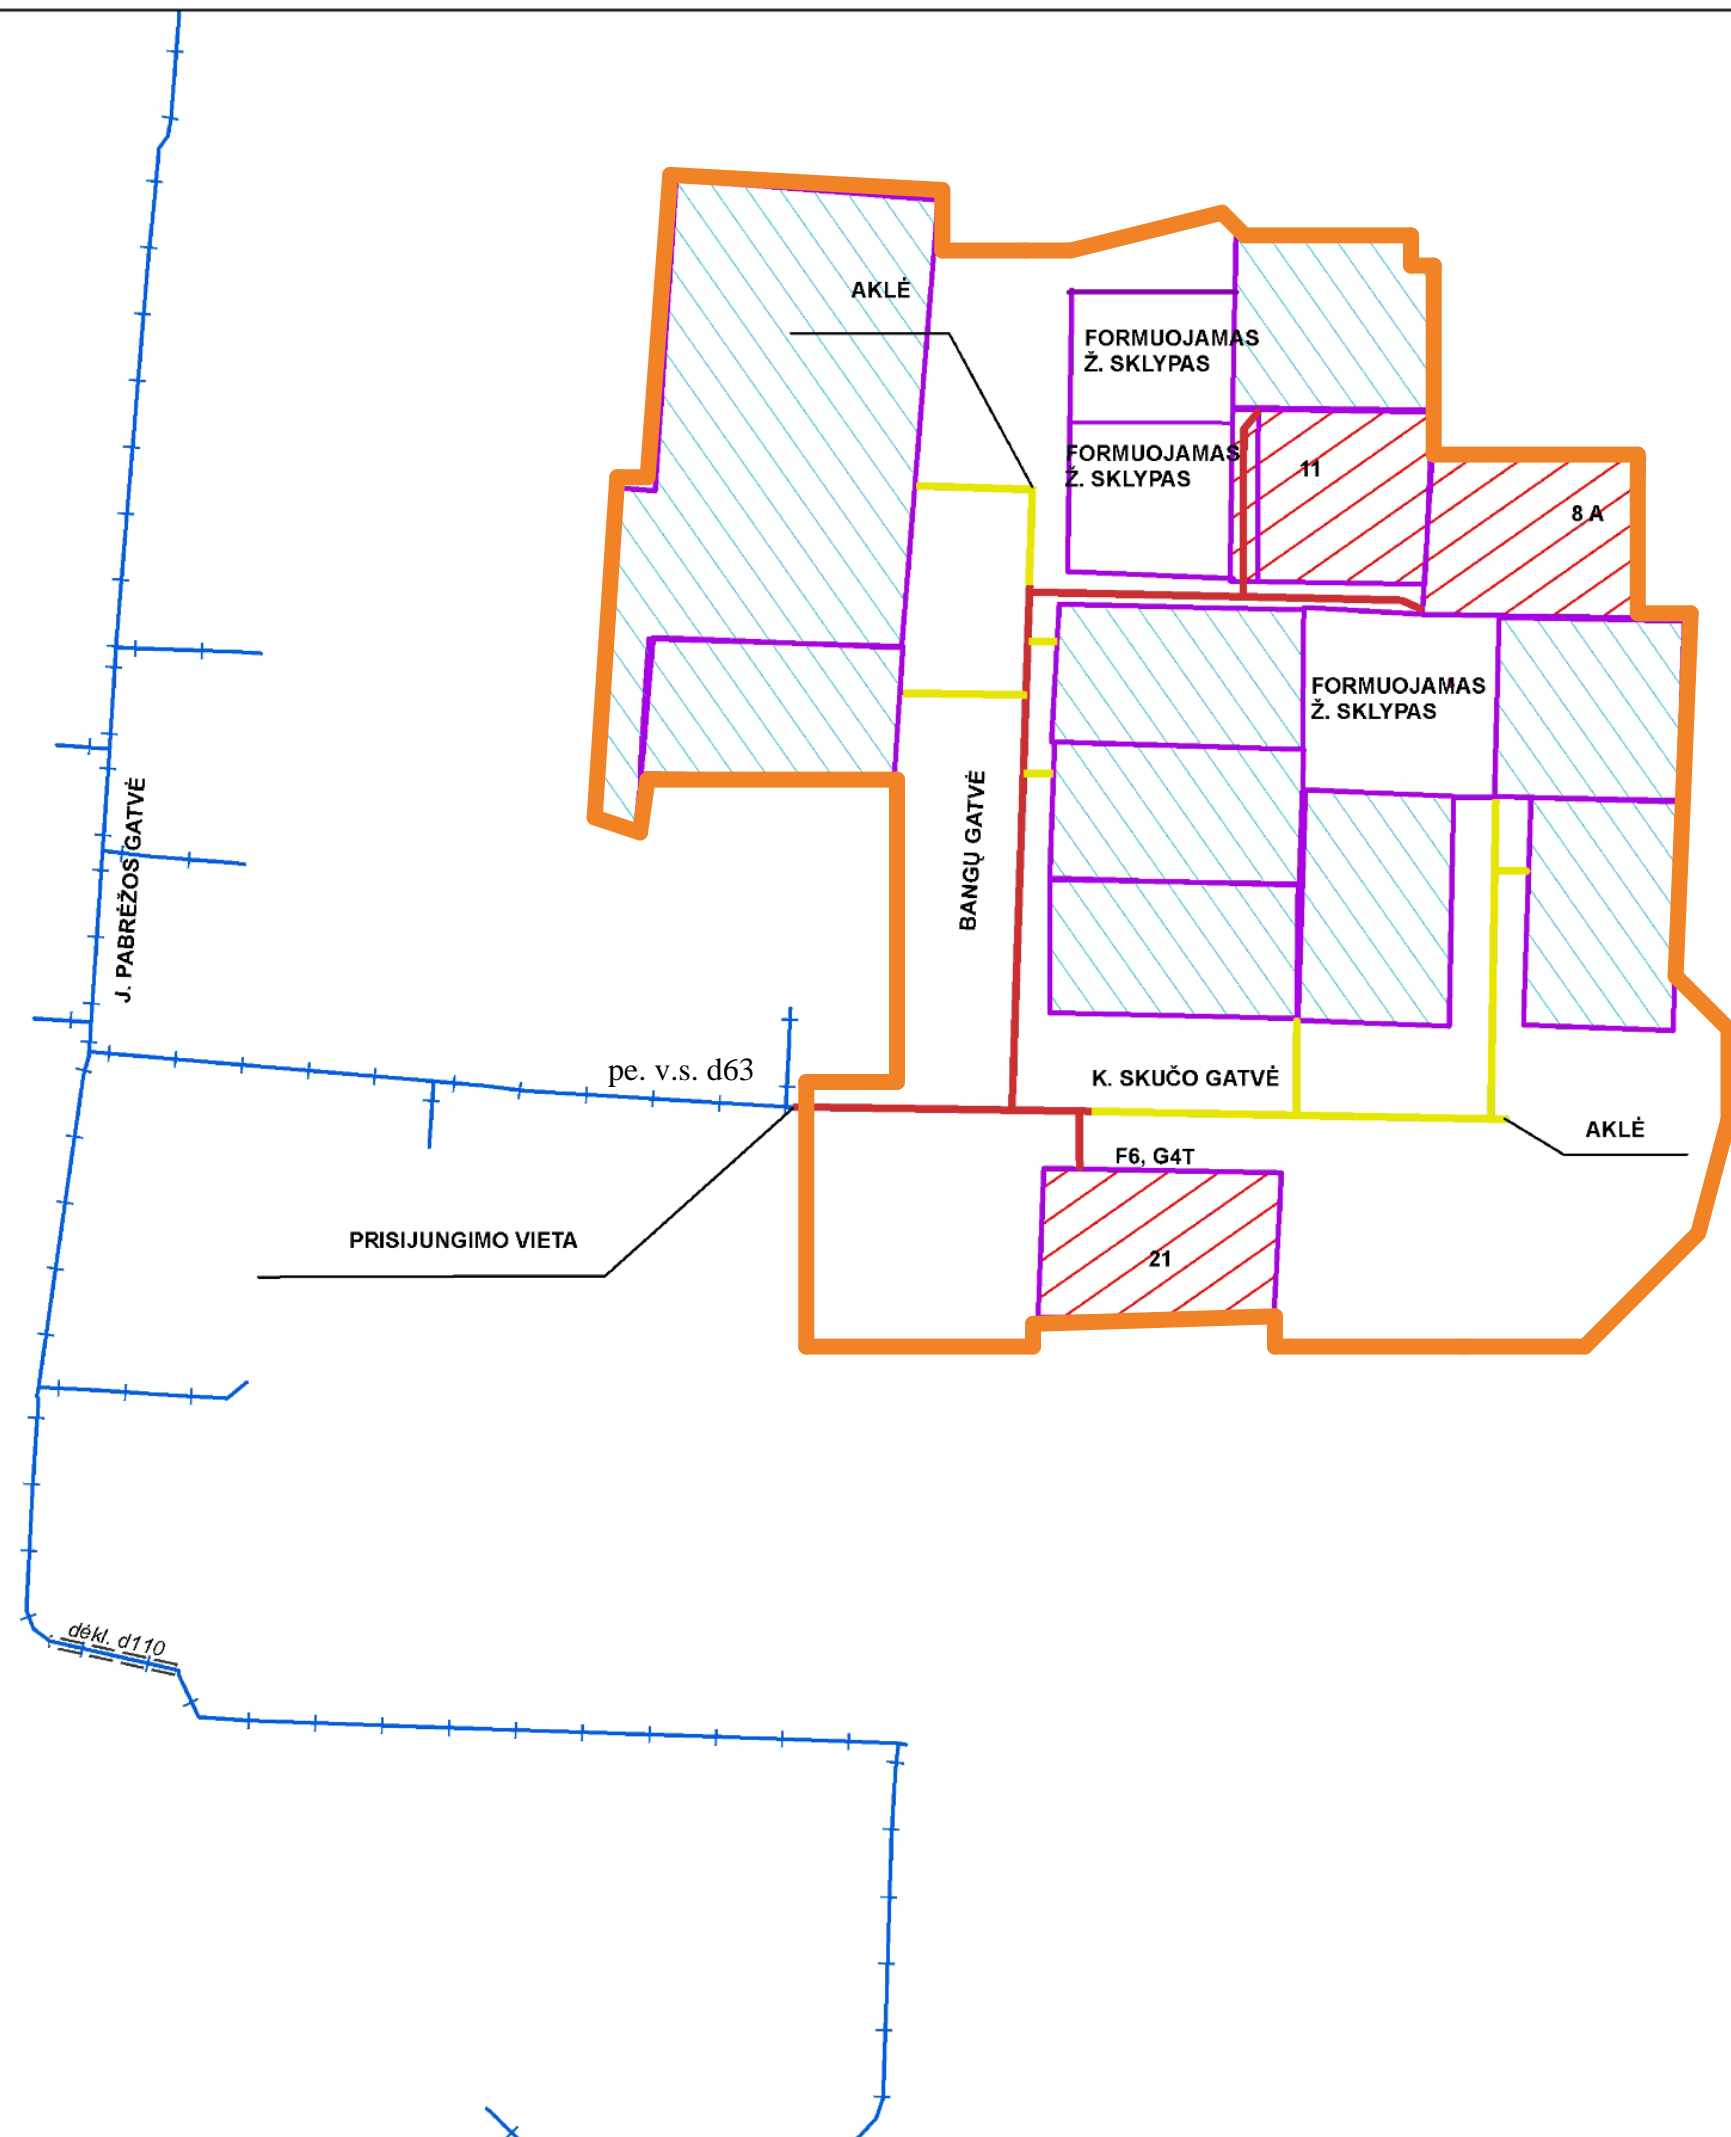 AKLĖ
FORMUOJAMAS
Ž. SKLYPAS
FORMUOJAMAS
Ž. SKLYPAS
11
8 A
FORMUOJAMAS
Ž. SKLYPAS
BANGŲ GATVĖ
J. PABRĖŽOS GATVĖ
pe. v.s. d63
K. SKUČO GATVĖ
AKLĖ
F6, G4T
PRISIJUNGIMO VIETA
21
dėkl. d110